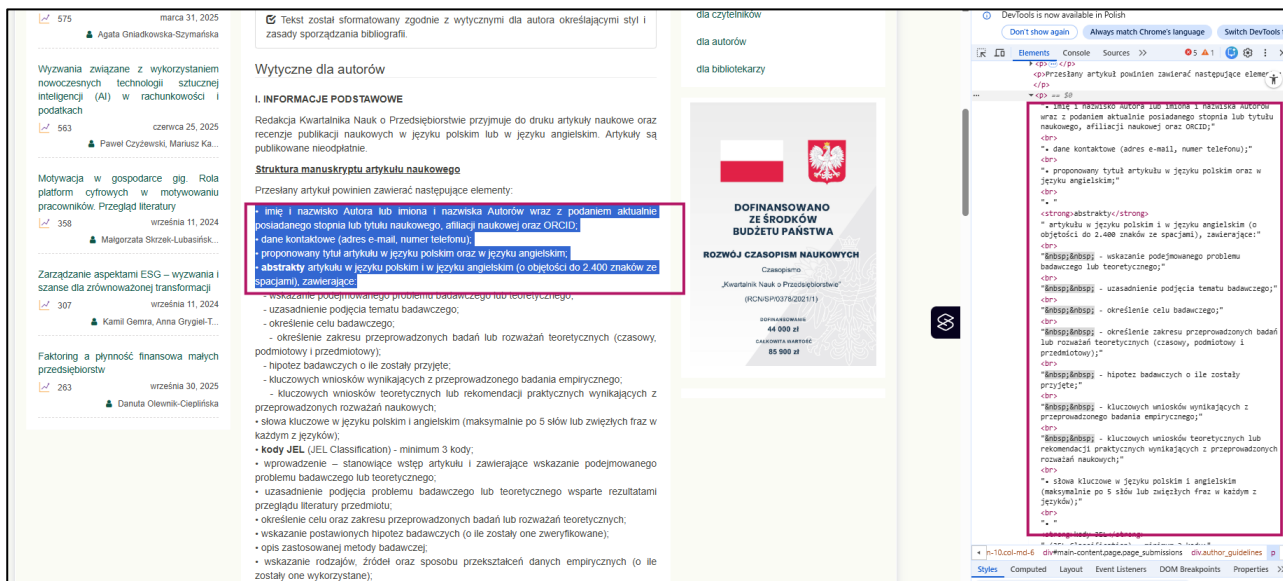 575 marca 31, 2025
Agata Gniadkowska-Szymańska
Wyzwania związane z wykorzystaniem
nowoczesnych technologii sztucznej
inteligencji (AI) w rachunkowości i
podatkach
563 czerwca 25, 2025
Paweł Czyżewski, Mariusz Ka...
Motywacja w gospodarce gig. Rola
platform cyfrowych w motywowaniu
pracowników. Przegląd literatury
358 września 11, 2024
Małgorzata Skrzek-Lubasińsk...
Zarządzanie aspektami ESG – wyzwania i
szanse dla zrównoważonej transformacji
307 września 11, 2024
Kamil Gemra, Anna Grygiel-T...
Faktoring a płynność finansowa małych
przedsiębiorstw
263 września 30, 2025
Danuta Olewnik-Cieplińska
Tekst został sformatowany zgodnie z wytycznymi dla autora określającymi styl i
zasady sporządzania bibliografii.
Wytyczne dla autorów
I. INFORMACJE PODSTAWOWE
Redakcja Kwartalnika Nauk o Przedsiębiorstwie przyjmuje do druku artykuły naukowe oraz
recenzje publikacji naukowych w języku polskim lub w języku angielskim. Artykuły są
publikowane nieodpłatnie.
Struktura manuskryptu artykułu naukowego
Przesłany artykuł powinien zawierać następujące elementy:
• imię i nazwisko Autora lub imiona i nazwiska Autorów wraz z podaniem aktualnie
posiadanego stopnia lub tytułu naukowego, afiliacji naukowej oraz ORCID;
• dane kontaktowe (adres e-mail, numer telefonu);
• proponowany tytuł artykułu w języku polskim oraz w języku angielskim;
• abstrakty artykułu w języku polskim i w języku angielskim (o objętości do 2.400 znaków ze
spacjami), zawierające:
- wskazanie podejmowanego problemu badawczego lub teoretycznego;
- uzasadnienie podjęcia tematu badawczego;
- określenie celu badawczego;
- określenie zakresu przeprowadzonych badań lub rozważań teoretycznych (czasowy,
podmiotowy i przedmiotowy);
- hipotez badawczych o ile zostały przyjęte;
- kluczowych wniosków wynikających z przeprowadzonego badania empirycznego;
- kluczowych wniosków teoretycznych lub rekomendacji praktycznych wynikających z
przeprowadzonych rozważań naukowych;
• słowa kluczowe w języku polskim i angielskim (maksymalnie po 5 słów lub zwięzłych fraz w
każdym z języków);
• kody JEL (JEL Classification) - minimum 3 kody;
• wprowadzenie – stanowiące wstęp artykułu i zawierające wskazanie podejmowanego
problemu badawczego lub teoretycznego;
• uzasadnienie podjęcia problemu badawczego lub teoretycznego wsparte rezultatami
przeglądu literatury przedmiotu;
• określenie celu oraz zakresu przeprowadzonych badań lub rozważań teoretycznych;
• wskazanie postawionych hipotez badawczych (o ile zostały one zweryfikowane);
• opis zastosowanej metody badawczej;
• wskazanie rodzajów, źródeł oraz sposobu przekształceń danych empirycznych (o ile
zostały one wykorzystane);
dla czytelników
dla autorów
dla bibliotekarzy
DOFINANSOWANO
ZE ŚRODKÓW
BUDŻETU PAŃSTWA
ROZWÓJ CZASOPISM NAUKOWYCH
Czasopismo
„Kwartalnik Nauk o Przedsiębiorstwie”
(RCN/SP/0378/2021/1)
DOFINANSOWANIE
44 000 zł
CAŁKOWITA WARTOŚĆ
85 900 zł
DevTools is now available in Polish
Don't show again Always match Chrome's language Switch DevTools
Elements Console Sources 5 1
<p> ... </p>
<p>Przesłany artykuł powinien zawierać następujące
</p>
<p> == $0
"• imię i nazwisko Autora lub imiona i nazwiska Autorów
wraz z podaniem aktualnie posiadanego stopnia lub tytułu
naukowego, afiliacji naukowej oraz ORCID;"
<br>
"• dane kontaktowe (adres e-mail, numer telefonu);"
<br>
"• proponowany tytuł artykułu w języku polskim oraz w
języku angielskim;"
<br>
"• "
<strong>abstrakty</strong>
" artykułu w języku polskim i w języku angielskim (o
objętości do 2.400 znaków ze spacjami), zawierające:"
<br>
"&nbsp;&nbsp; - wskazanie podejmowanego problemu
badawczego lub teoretycznego;"
<br>
"&nbsp;&nbsp; - uzasadnienie podjęcia tematu badawczego;"
<br>
"&nbsp;&nbsp; - określenie celu badawczego;"
<br>
"&nbsp;&nbsp; - określenie zakresu przeprowadzonych badań
lub rozważań teoretycznych (czasowy, podmiotowy i
przedmiotowy);"
<br>
"&nbsp;&nbsp; - hipotez badawczych o ile zostały
przyjęte;"
<br>
"&nbsp;&nbsp; - kluczowych wniosków wynikających z
przeprowadzonego badania empirycznego;"
<br>
"&nbsp;&nbsp; - kluczowych wniosków teoretycznych lub
rekomendacji praktycznych wynikających z przeprowadzonych
rozważań naukowych;"
<br>
"• słowa kluczowe w języku polskim i angielskim
(maksymalnie po 5 słów lub zwięzłych fraz w każdym z
języków);"
<br>
"• "
<strong>kody JEL</strong>
" (JEL Classification) - minimum 3 kody;"
n-10.col-md-6 div#main-content.page.page_submissions div.author_guidelines p
Styles Computed Layout Event Listeners DOM Breakpoints Properties